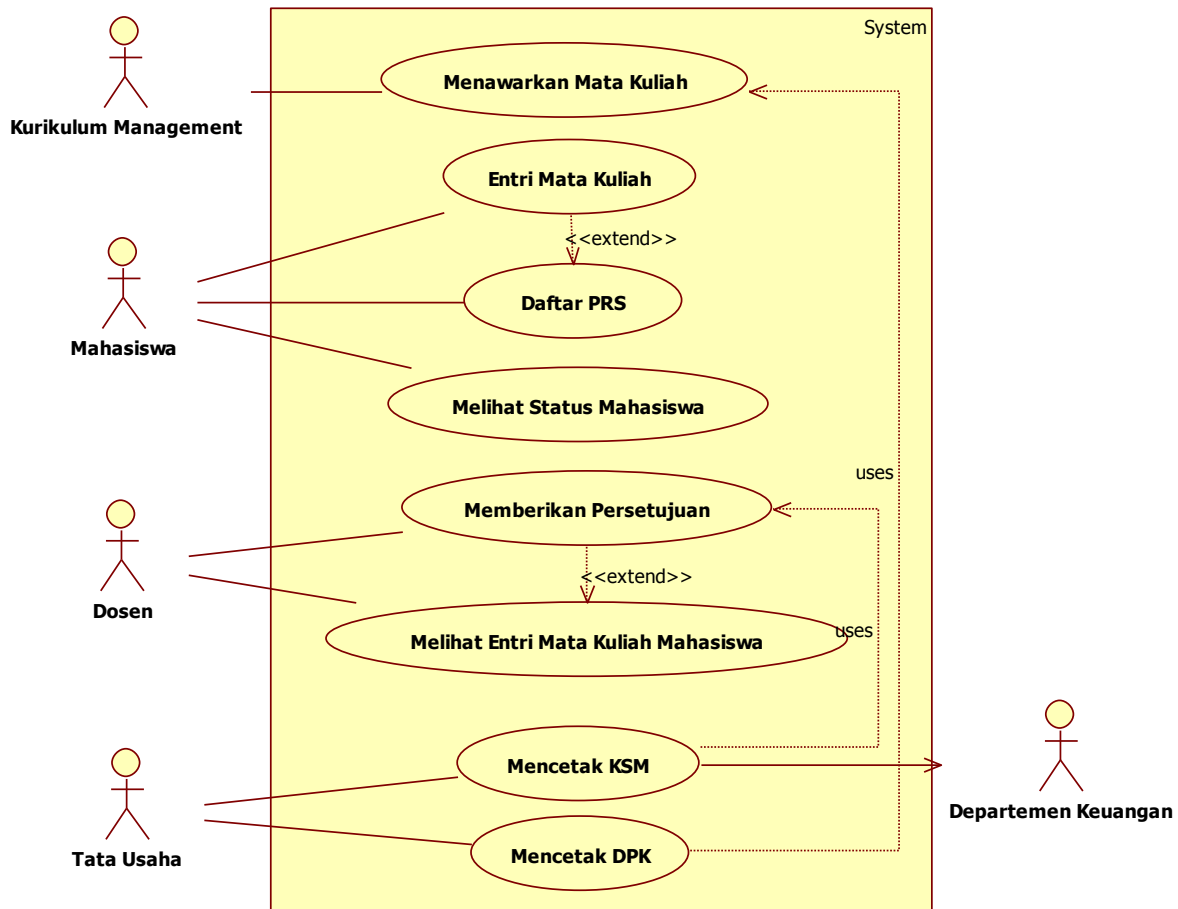 System
Menawarkan Mata Kuliah
Kurikulum Management
Entri Mata Kuliah
<<extend>>
Daftar PRS
Mahasiswa
Melihat Status Mahasiswa
uses
Memberikan Persetujuan
<<extend>>
Dosen
uses
Melihat Entri Mata Kuliah Mahasiswa
Mencetak KSM
Departemen Keuangan
Mencetak DPK
Tata Usaha